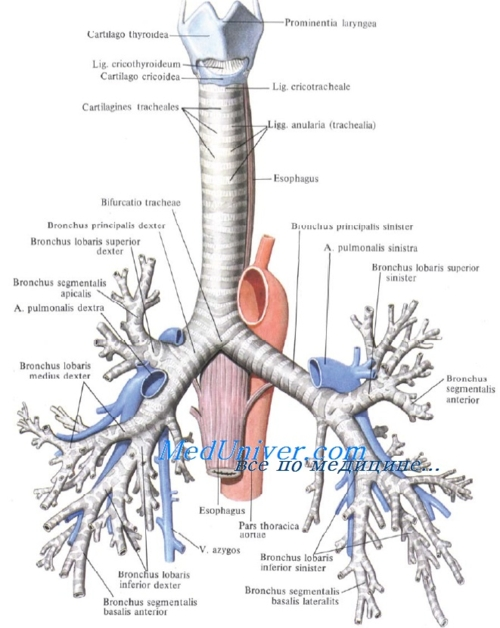 Prominentia laryngea
Cartilago thyroidea
Lig. cricothyroideum
Cartilago cricoidea
Lig. cricotracheale
Cartilagines tracheales
Ligg. anularia (trachealia)
Esophagus
Bifurcatio tracheae
Bronchus principalis dexter
Bronchus principalis sinister
Bronchus lobaris superior
dexter
A. pulmonalis sinistra
Bronchus lobaris superior
sinister
Bronchus segmentalis
apicalis
A. pulmonalis dextra
Bronchus lobaris
medius dexter
Bronchus
segmentalis
anterior
MedUniver.com
все по медицине...
Esophagus
Pars thoracica
aortae
V. azygos
Bronchus lobaris
inferior sinister
Bronchus lobaris
inferior dexter
Bronchus segmentalis
basalis lateralits
Bronchus segmentalis
basalis anterior